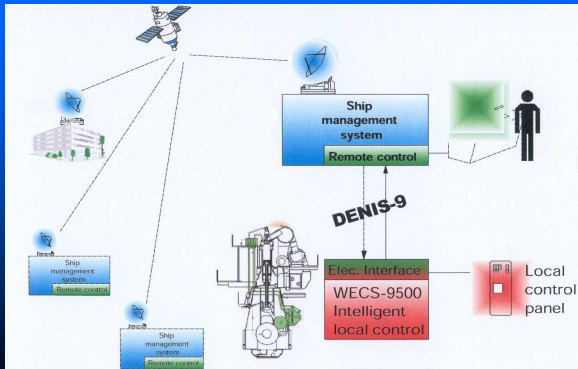 Ship
management
system
Remote control
DENIS-9
Elec. Interface
WECS-9500
Intelligent
local control
Local
control
panel
Ship
management
system
Remote control
Ship
management
system
Remote control